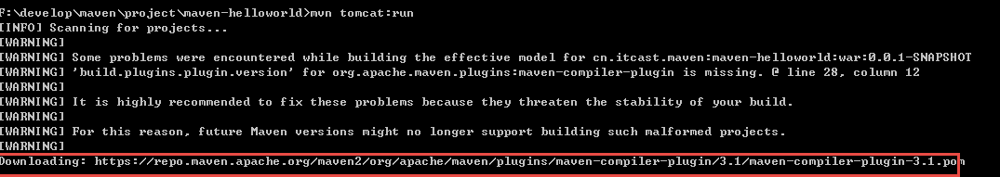 F:\develop\maven\project\maven-helloworld>mvn tomcat:run
[INFO] Scanning for projects...
[WARNING]
[WARNING] Some problems were encountered while building the effective model for cn.itcast.maven:maven-helloworld:war:0.0.1-SNAPSHOT
[WARNING] 'build.plugins.plugin.version' for org.apache.maven.plugins:maven-compiler-plugin is missing. @ line 28, column 12
[WARNING]
[WARNING] It is highly recommended to fix these problems because they threaten the stability of your build.
[WARNING]
[WARNING] For this reason, future Maven versions might no longer support building such malformed projects.
[WARNING]
Downloading: https://repo.maven.apache.org/maven2/org/apache/maven/plugins/maven-compiler-plugin/3.1/maven-compiler-plugin-3.1.pom